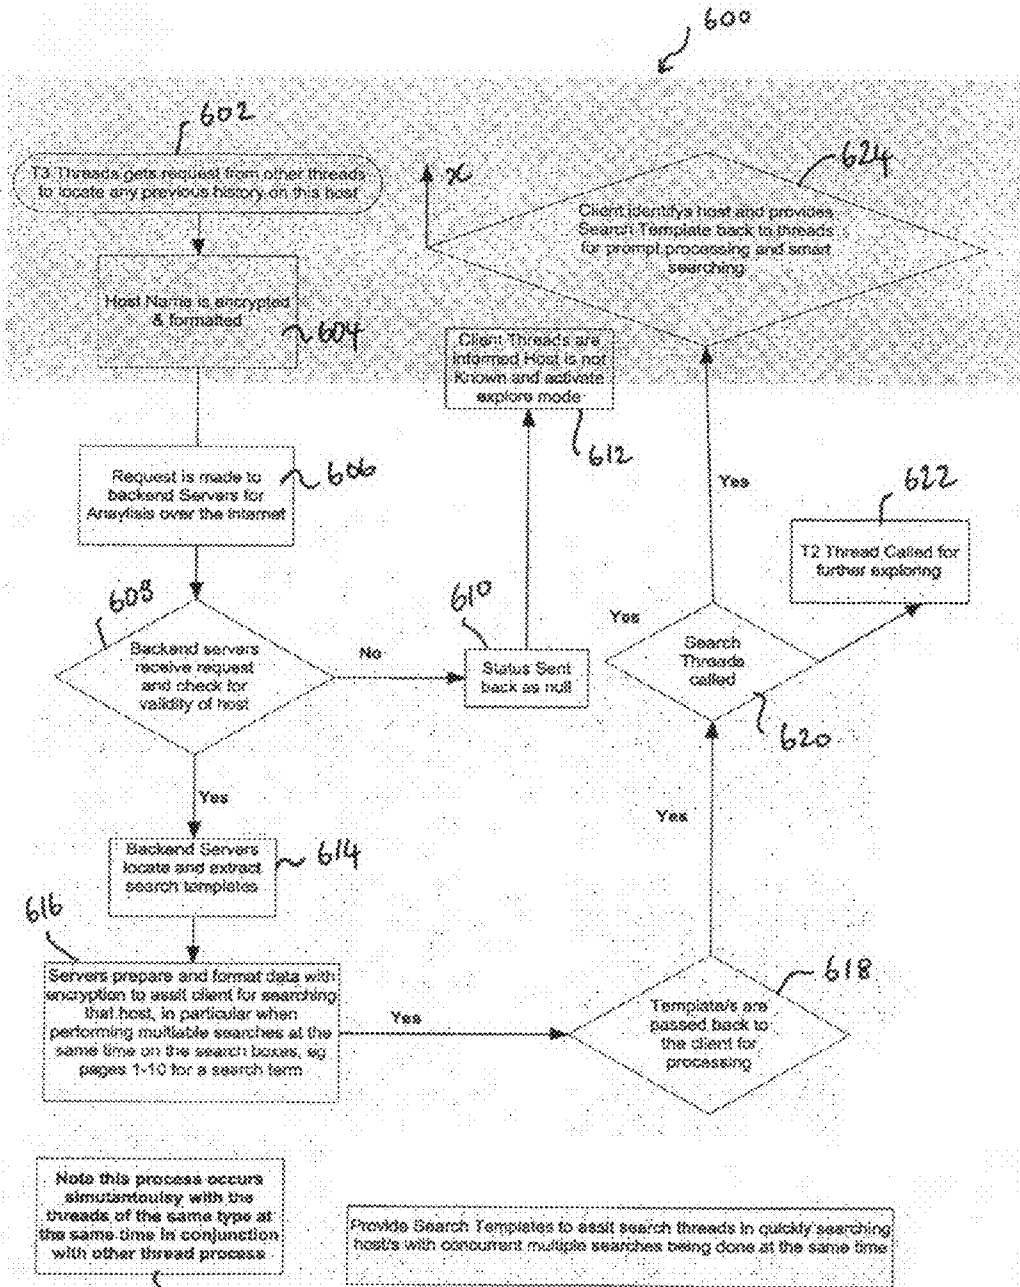 600
602
T3 Threads gets request from other threads
to locate any previous history on this host
x
624
Client identifys host and provides
Search Template back to threads
for prompt processing and smart
searching
Host Name is encrypted
& formatted
604
Client Threads are
informed Host is not
Known and activate
explore mode
612
Request is made to
backend Servers for
Anaylisis over the internet
606
Yes
622
T2 Thread Called for
further exploring
608
Backend servers
receive request
and check for
validity of host
No
610
Status Sent
back as null
Yes
Search
Threads
called
620
Yes
Yes
Backend Servers
locate and extract
search templates
614
616
Servers prepare and format data with
encryption to assit client for searching
that host, in particular when
performing multiable searches at the
same time on the search boxes, eg
pages 1-10 for a search term
Yes
618
Template/s are
passed back to
the client for
processing
Note this process occurs
simutantoulsy with the
threads of the same type at
the same time in conjunction
with other thread process
Provide Search Templates to assit search threads in quickly searching
host/s with concurrent multiple searches being done at the same time